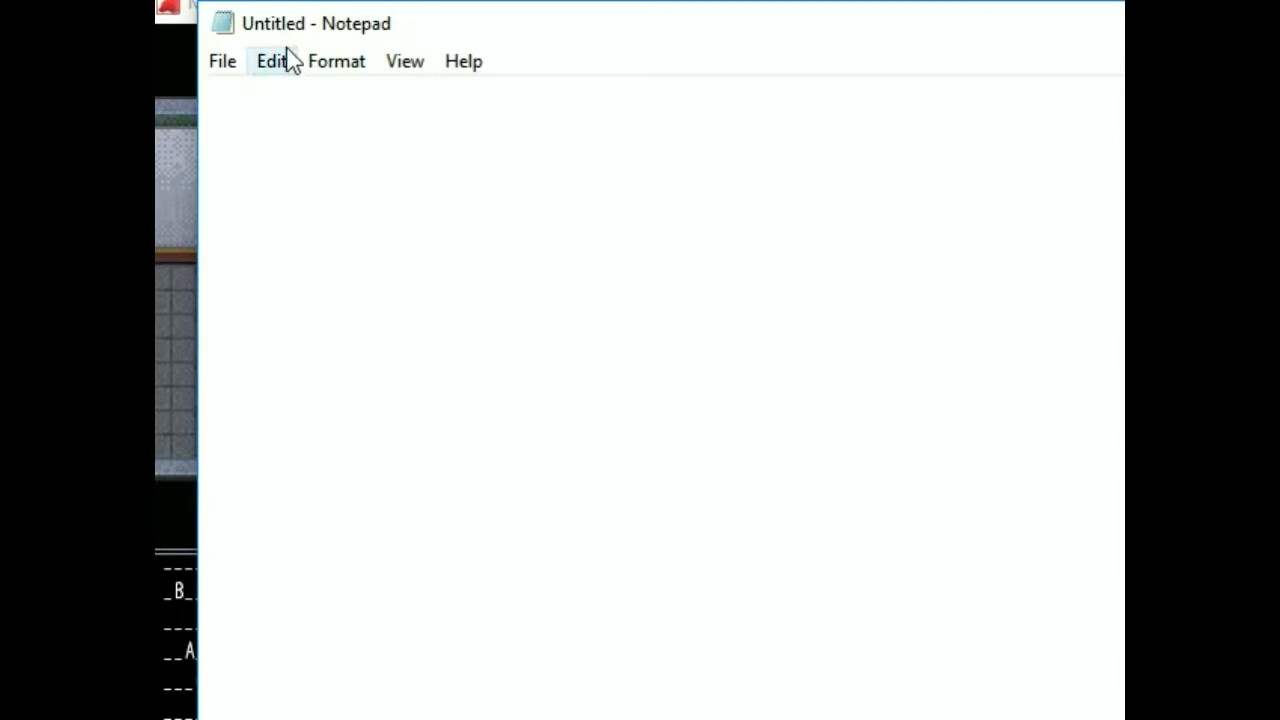 Untitled - Notepad
File Edit Format View Help
----
_B_
----
__A
---
----